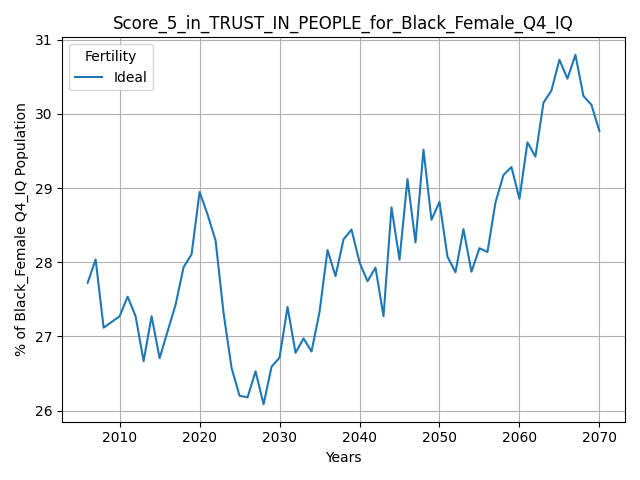 Score_5_in_TRUST_IN_PEOPLE_for_Black_Female_Q4_IQ
Fertility
Ideal
% of Black_Female Q4_IQ Population
31
30
29
28
27
26
2010 2020 2030 2040 2050 2060 2070
Years